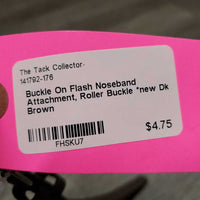 The Tack Collector-
141792-176
Buckle On Flash Noseband
Attachment, Roller Buckle *new Dk
Brown
$4.75
FHSKU7